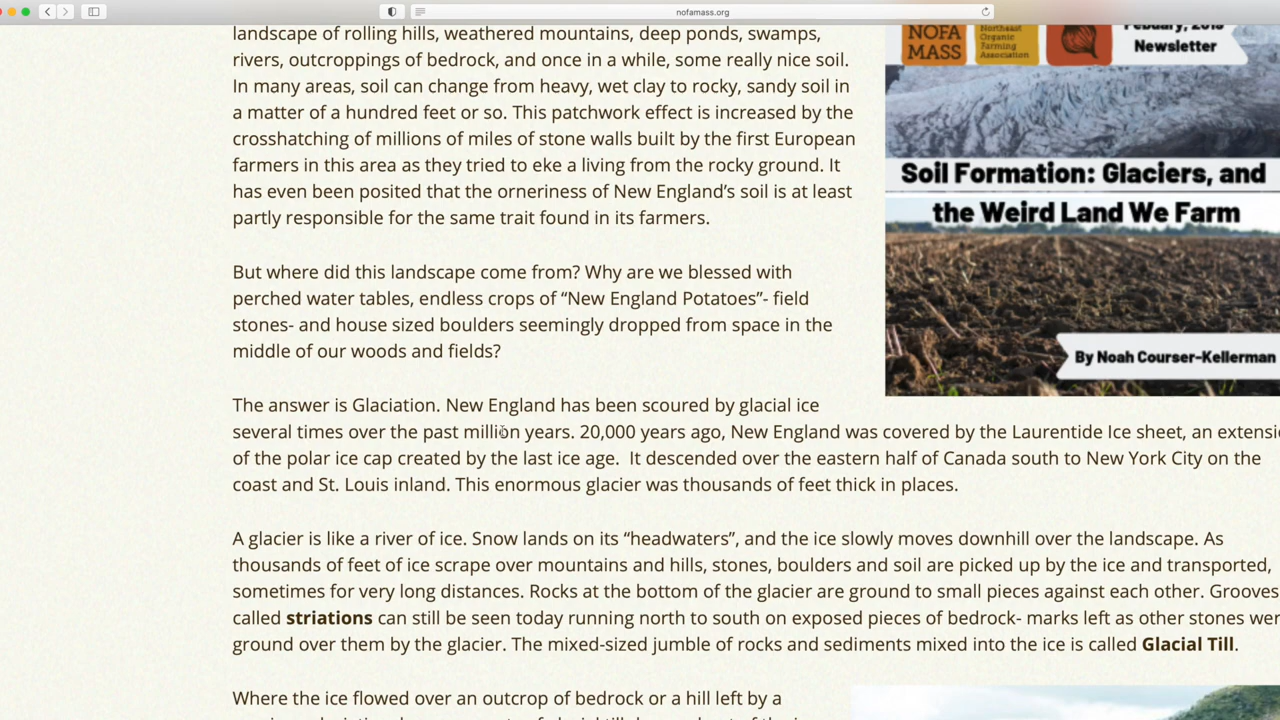 nofamass.org
landscape of rolling hills, weathered mountains, deep ponds, swamps,
rivers, outcroppings of bedrock, and once in a while, some really nice soil.
In many areas, soil can change from heavy, wet clay to rocky, sandy soil in
a matter of a hundred feet or so. This patchwork effect is increased by the
crosshatching of millions of miles of stone walls built by the first European
farmers in this area as they tried to eke a living from the rocky ground. It
has even been posited that the orneriness of New England’s soil is at least
partly responsible for the same trait found in its farmers.
NOFA
MASS
Northeast
Organic
Farming
Association
Newsletter
Soil Formation: Glaciers, and
the Weird Land We Farm
By Noah Courser-Kellerman
But where did this landscape come from? Why are we blessed with
perched water tables, endless crops of “New England Potatoes”- field
stones- and house sized boulders seemingly dropped from space in the
middle of our woods and fields?
The answer is Glaciation. New England has been scoured by glacial ice
several times over the past million years. 20,000 years ago, New England was covered by the Laurentide Ice sheet, an
of the polar ice cap created by the last ice age. It descended over the eastern half of Canada south to New York City on the
coast and St. Louis inland. This enormous glacier was thousands of feet thick in places.
A glacier is like a river of ice. Snow lands on its “headwaters”, and the ice slowly moves downhill over the landscape. As
thousands of feet of ice scrape over mountains and hills, stones, boulders and soil are picked up by the ice and transported,
sometimes for very long distances. Rocks at the bottom of the glacier are ground to small pieces against each other. Grooves
called striations can still be seen today running north to south on exposed pieces of bedrock- marks left as other stones
ground over them by the glacier. The mixed-sized jumble of rocks and sediments mixed into the ice is called Glacial Till.
Where the ice flowed over an outcrop of bedrock or a hill left by a